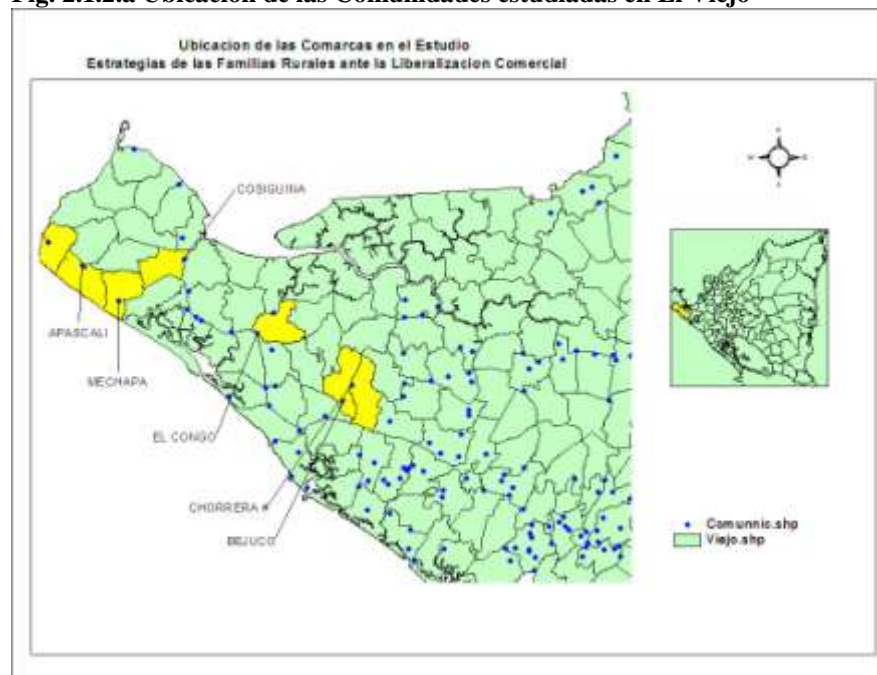 Fig. 2.1.2.a Ubicación de las Comunidades estudiadas en El Viejo
Ubicacion de las Comarcas en el Estudio
Estrategias de las Familias Rurales ante la Liberalizacion Comercial
COSIGUINA
APASCALI
MECHAPA
EL CONGO
CHORRERA
BEJUCO
Comunnic.shp
Viejo.shp